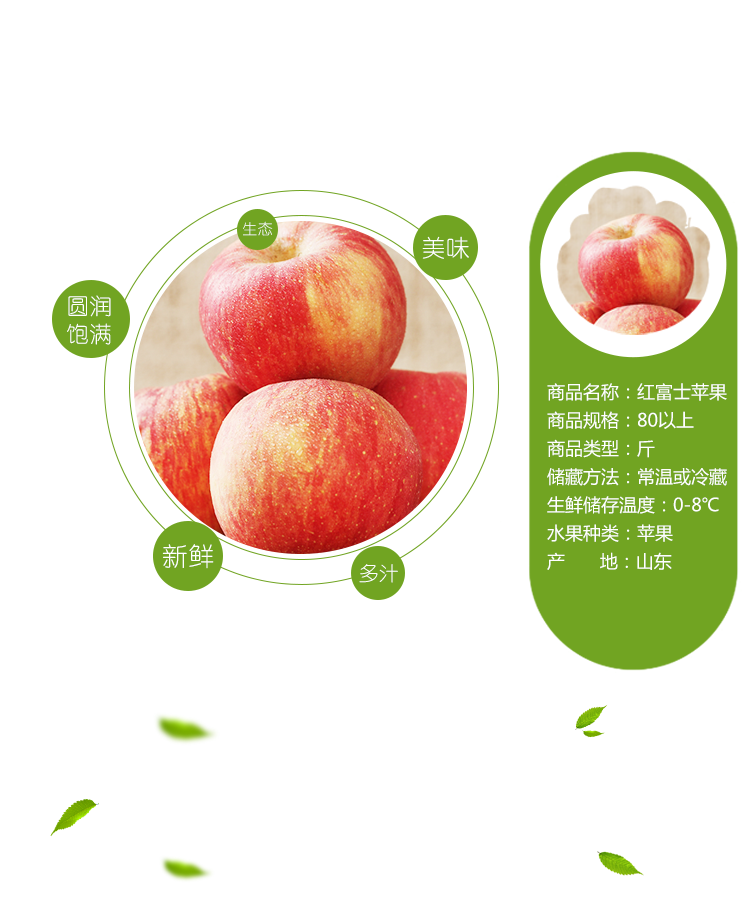 生态
美味
圆润
饱满
新鲜
多汁
商品名称：红富士苹果
商品规格：80以上
商品类型：斤
储藏方法：常温或冷藏
生鲜储存温度：0-8℃
水果种类：苹果
产　　地：山东